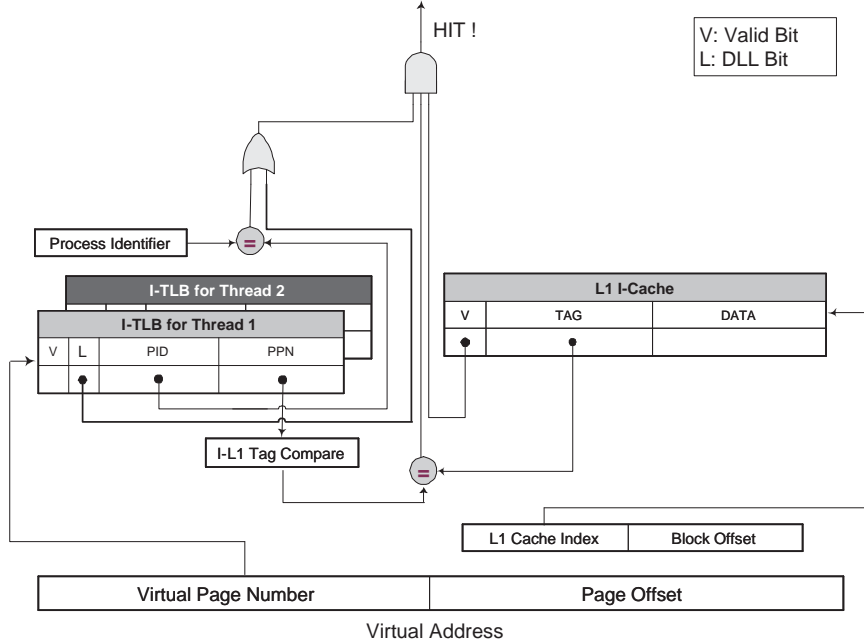 HIT !
V: Valid Bit
L: DLL Bit
=
Process Identifier
I-TLB for Thread 2
I-TLB for Thread 1
V L PID PPN
L1 I-Cache
V TAG DATA
I-L1 Tag Compare
=
L1 Cache Index Block Offset
Virtual Page Number Page Offset
Virtual Address